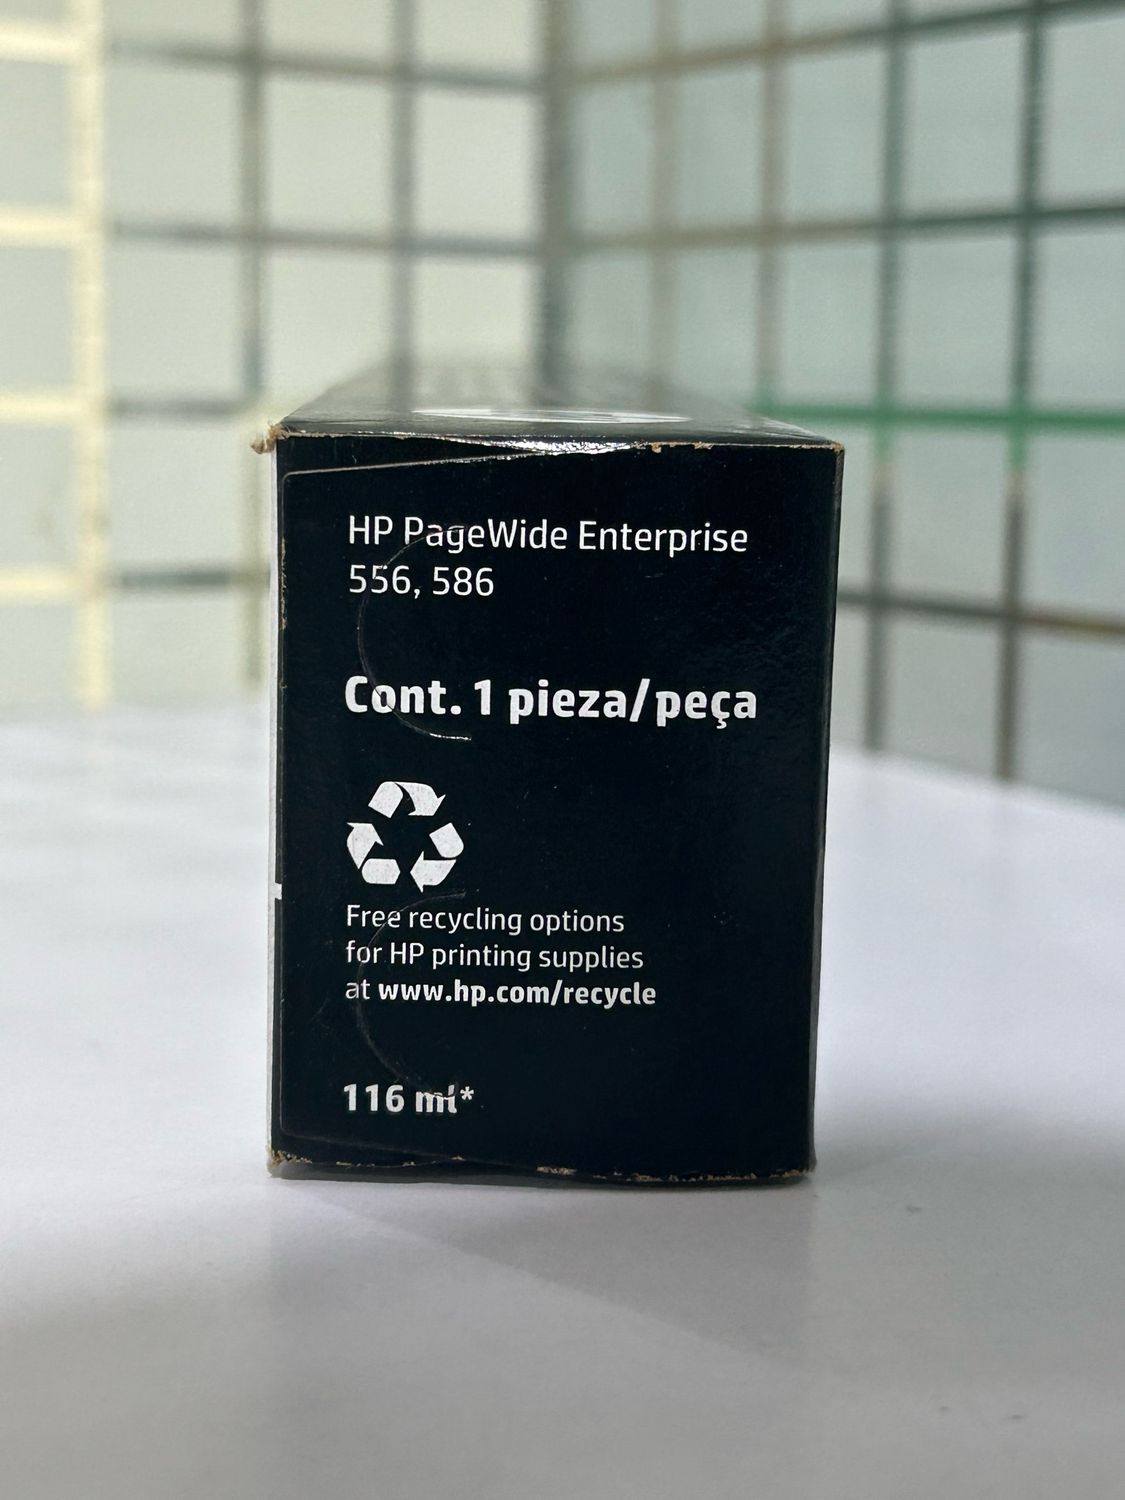 HP PageWide Enterprise
556, 586
Cont. 1 pieza/peça
Free recycling options
for HP printing supplies
at www.hp.com/recycle
116 ml*